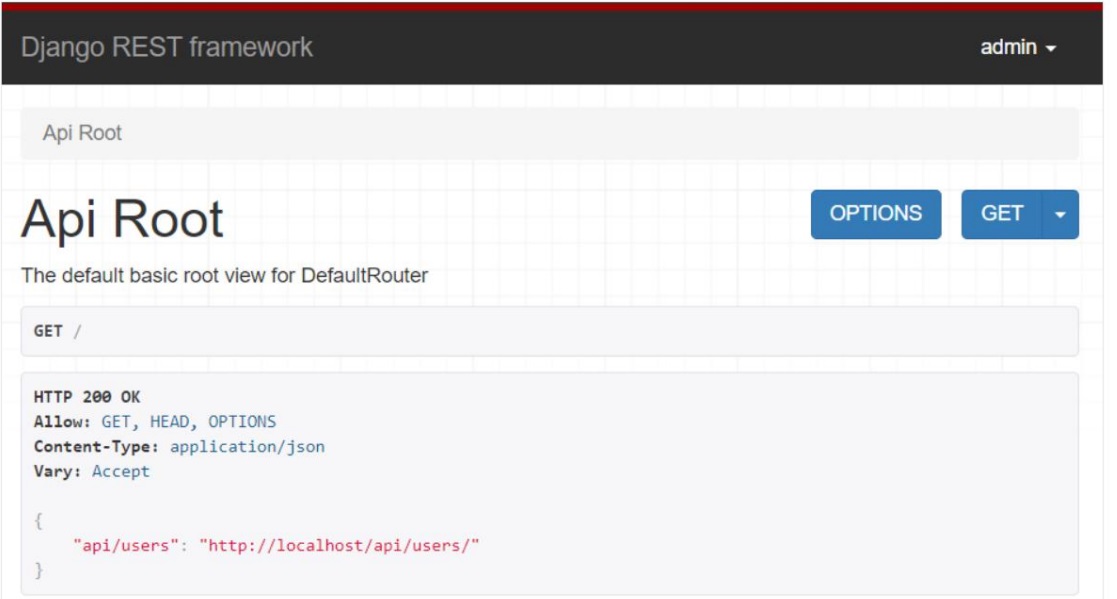 Django REST framework
admin
Api Root
Api Root
OPTIONS
GET
The default basic root view for DefaultRouter
GET /
HTTP 200 OK
Allow: GET, HEAD, OPTIONS
Content-Type: application/json
Vary: Accept
{
"api/users": "http://localhost/api/users/"
}